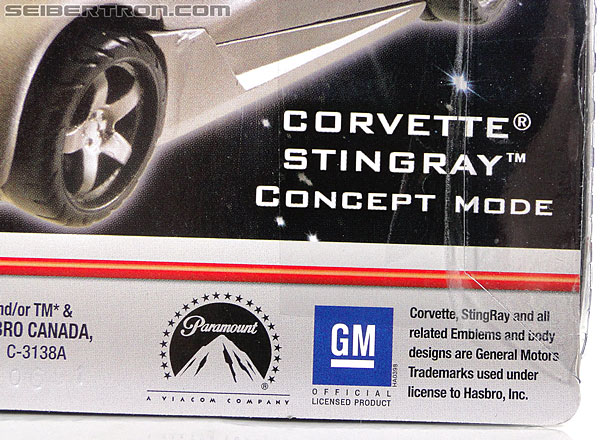 SEIBERTRON.COM
CORVETTE®
STINGRAY™
CONCEPT MODE
nd/or TM* &
BRO CANADA,
C-3138A
Paramount
®
A VIACOM COMPANY
GM
OFFICIAL
LICENSED PRODUCT
HA0098
Corvette, StingRay and all
related Emblems and body
designs are General Motors
Trademarks used under
license to Hasbro, Inc.